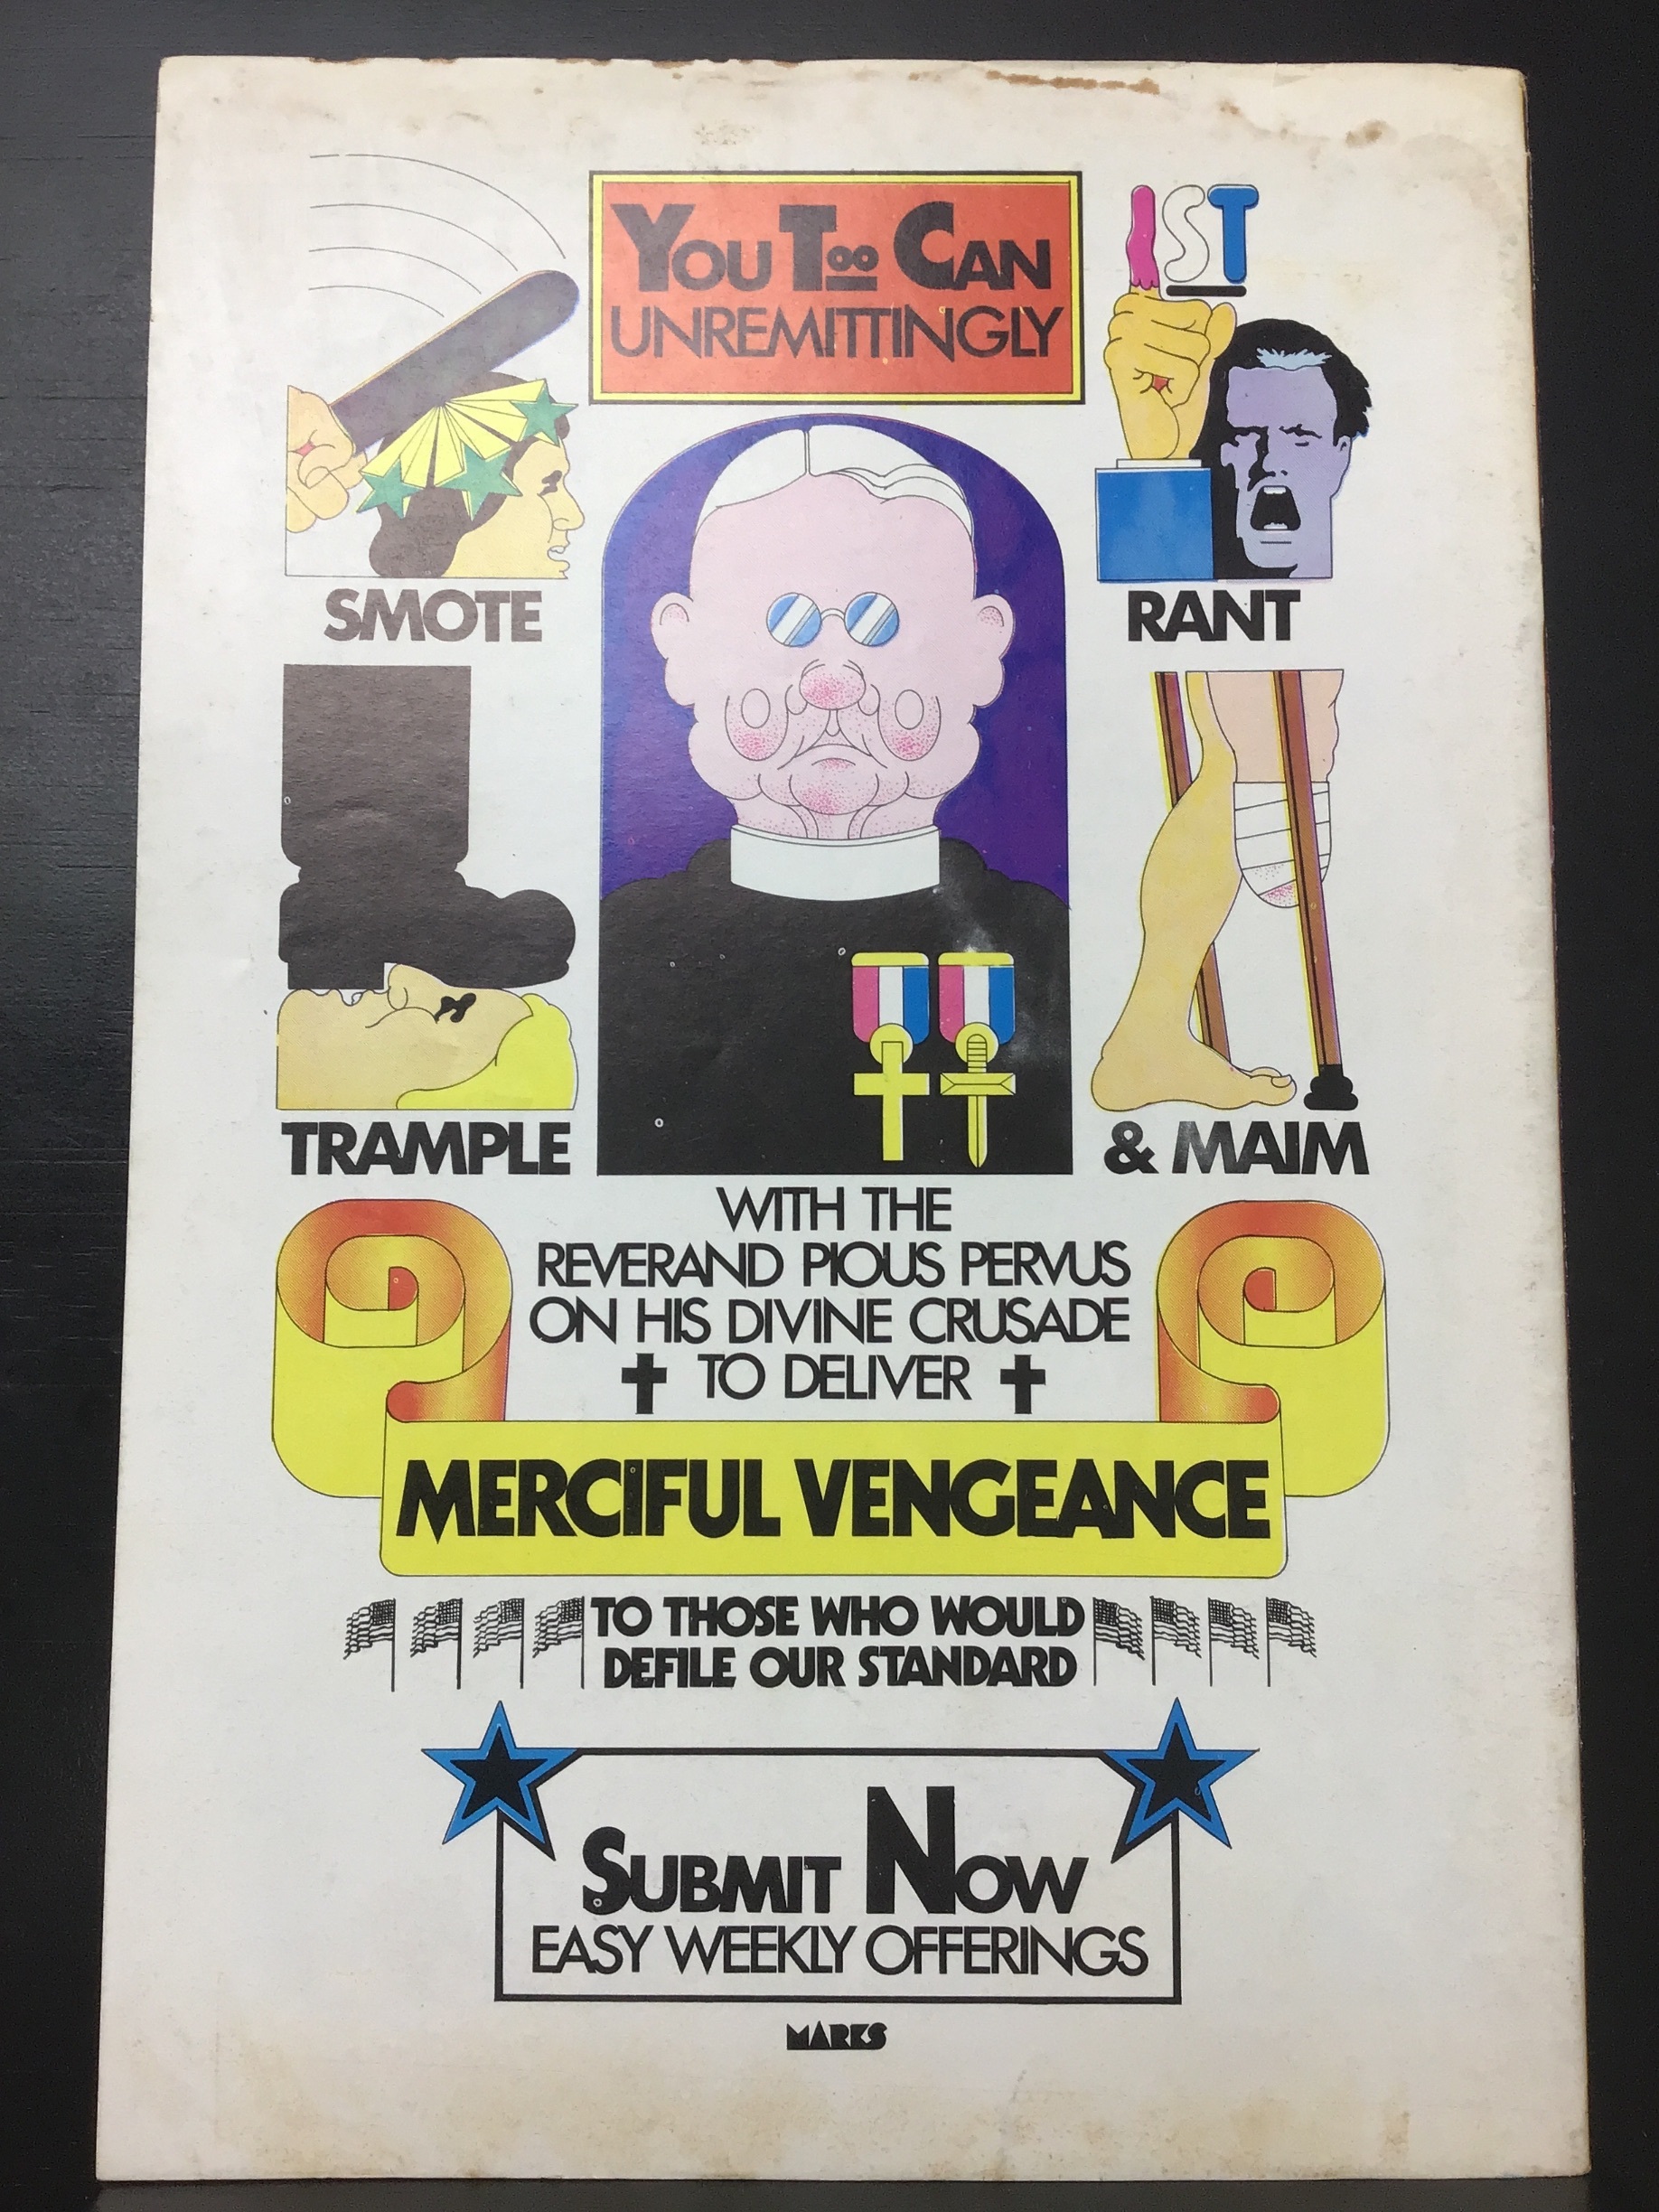 YOU TOO CAN
UNREMITTINGLY
1ST
SMOTE
RANT
TRAMPLE
& MAIM
WITH THE
REVERAND PIOUS PERVUS
ON HIS DIVINE CRUSADE
TO DELIVER
MERCIFUL VENGEANCE
TO THOSE WHO WOULD
DEFILE OUR STANDARD
SUBMIT NOW
EASY WEEKLY OFFERINGS
MARKS